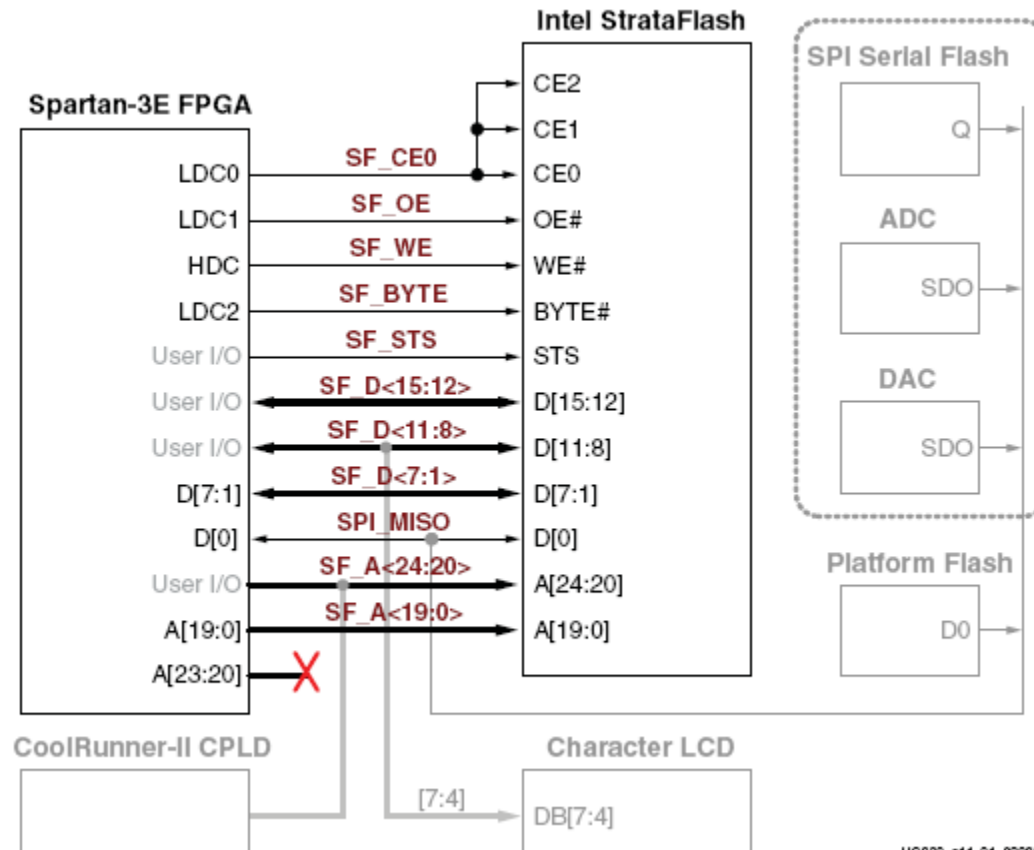 Intel StrataFlash
SPI Serial Flash
Spartan-3E FPGA
CE2
CE1
Q
LDC0
SF_CE0
CE0
LDC1
SF_OE
OE#
ADC
HDC
SF_WE
WE#
SDO
LDC2
SF_BYTE
BYTE#
User I/O
SF_STS
STS
DAC
User I/O
SF_D<15:12>
D[15:12]
User I/O
SF_D<11:8>
D[11:8]
SDO
D[7:1]
SF_D<7:1>
D[7:1]
D[0]
SPI_MISO
D[0]
Platform Flash
User I/O
SF_A<24:20>
A[24:20]
A[19:0]
SF_A<19:0>
A[19:0]
D0
A[23:20]
CoolRunner-II CPLD
Character LCD
[7:4]
DB[7:4]